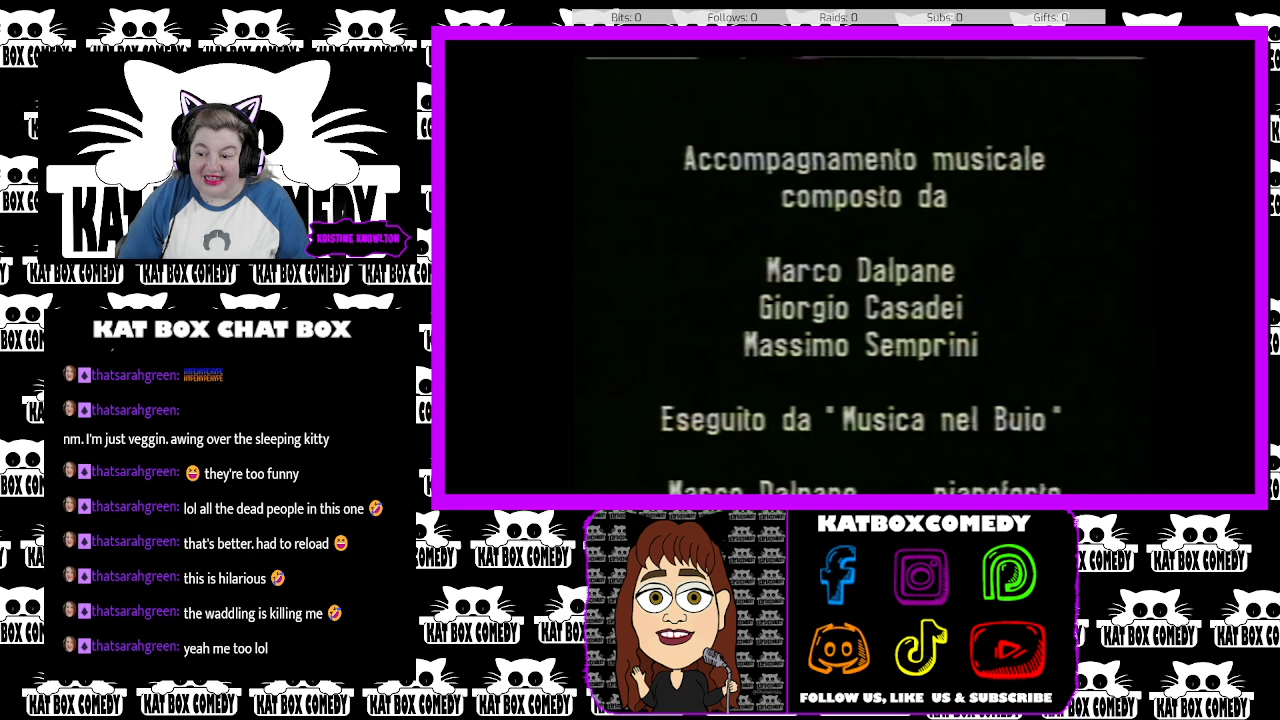 Bits: 0 Follows: 0 Raids: 0 Subs: 0 Gifts: 0
KAT BOX COMEDY
KRISTINE KNOWLTON
KAT BOX CHAT BOX
thatsarahgreen: HYPEHYPEHYPE
thatsarahgreen:
nm. I'm just veggin. awing over the sleeping kitty
thatsarahgreen: 😆 they're too funny
thatsarahgreen: lol all the dead people in this one 🤣
thatsarahgreen: that's better. had to reload 😆
thatsarahgreen: this is hilarious 🤣
thatsarahgreen: the waddling is killing me 🤣
thatsarahgreen: yeah me too lol
Accompagnamento musicale
composto da
Marco Dalpane
Giorgio Casadei
Massimo Semprini
Eseguito da "Musica nel Buio"
Marco Dalpane pianoforte
KATBOXCOMEDY
FOLLOW US, LIKE US & SUBSCRIBE